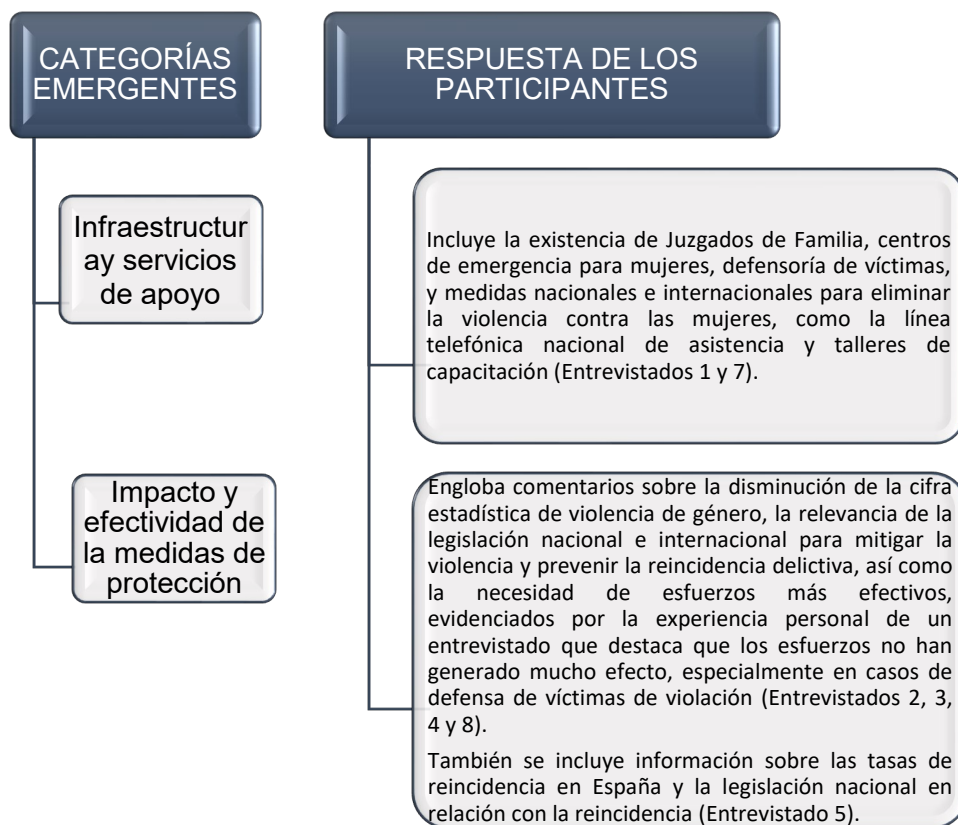 CATEGORÍAS
EMERGENTES
RESPUESTA DE LOS
PARTICIPANTES
Infraestructur
ay servicios
de apoyo
Incluye la existencia de Juzgados de Familia, centros
de emergencia para mujeres, defensoría de víctimas,
y medidas nacionales e internacionales para eliminar
la violencia contra las mujeres, como la línea
telefónica nacional de asistencia y talleres de
capacitación (Entrevistados 1 y 7).
Impacto y
efectividad de
la medidas de
protección
Engloba comentarios sobre la disminución de la cifra
estadística de violencia de género, la relevancia de la
legislación nacional e internacional para mitigar la
violencia y prevenir la reincidencia delictiva, así como
la necesidad de esfuerzos más efectivos,
evidenciados por la experiencia personal de un
entrevistado que destaca que los esfuerzos no han
generado mucho efecto, especialmente en casos de
defensa de víctimas de violación (Entrevistados 2, 3,
4 y 8).
También se incluye información sobre las tasas de
reincidencia en España y la legislación nacional en
relación con la reincidencia (Entrevistado 5).